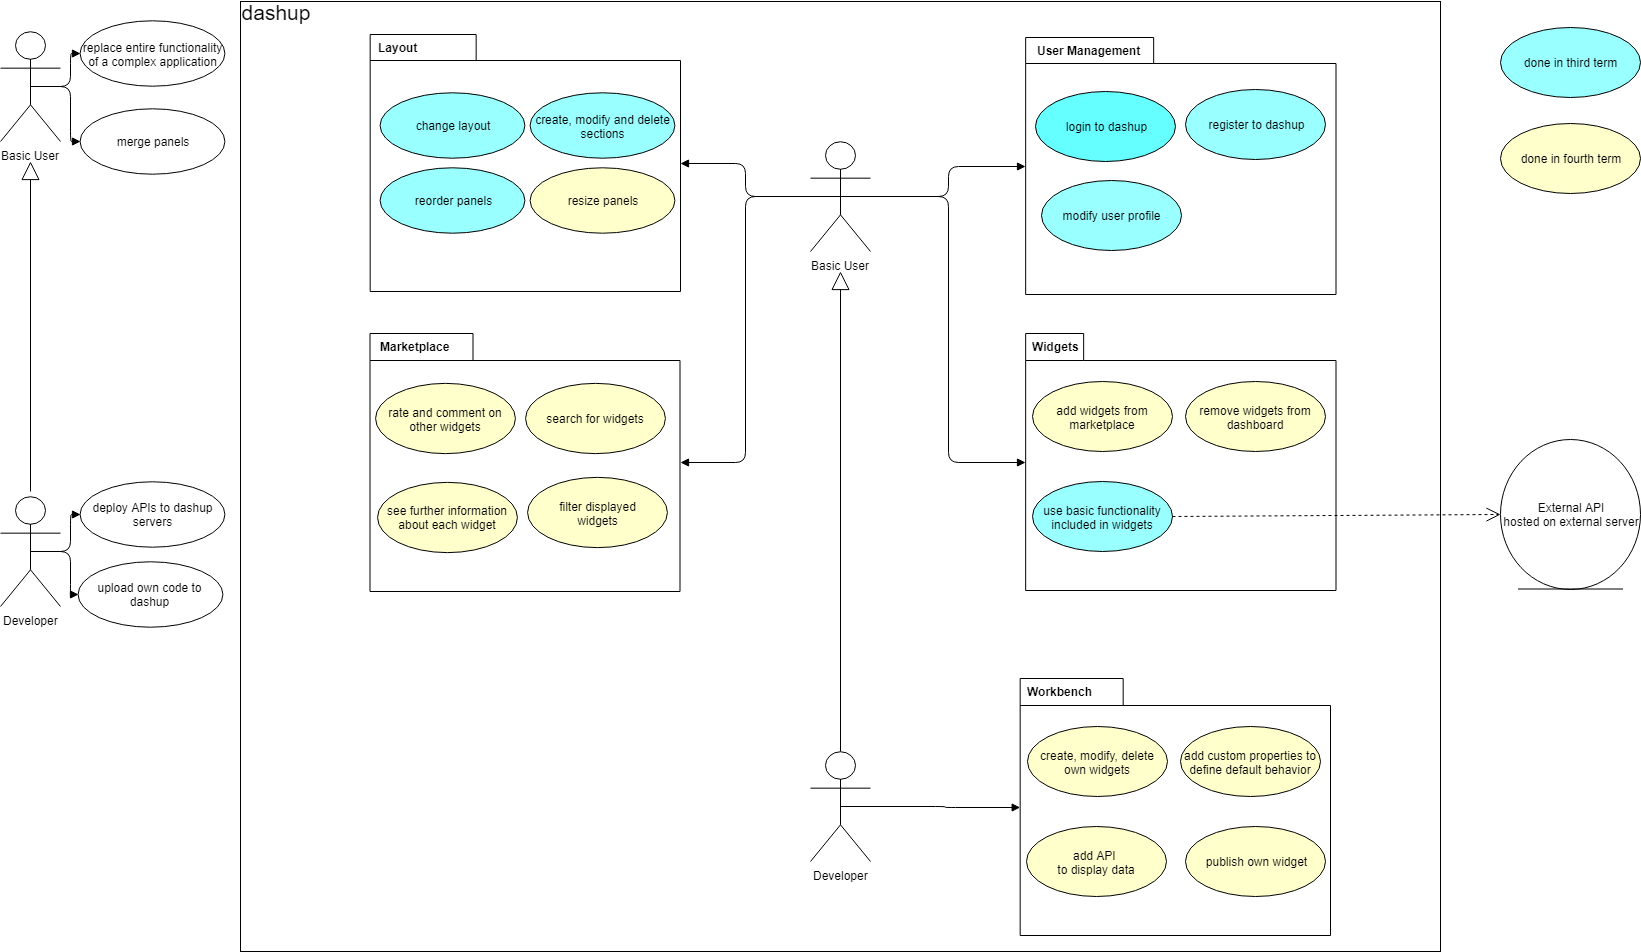 dashup
replace entire functionality
of a complex application
merge panels
Basic User
deploy APIs to dashup
servers
upload own code to
dashup
Developer
Layout
change layout
create, modify and delete
sections
reorder panels
resize panels
Marketplace
rate and comment on
other widgets
search for widgets
see further information
about each widget
filter displayed
widgets
Basic User
Developer
User Management
login to dashup
register to dashup
modify user profile
Widgets
add widgets from
marketplace
remove widgets from
dashboard
use basic functionality
included in widgets
Workbench
create, modify, delete
own widgets
add custom properties to
define default behavior
add API
to display data
publish own widget
done in third term
done in fourth term
External API
hosted on external server